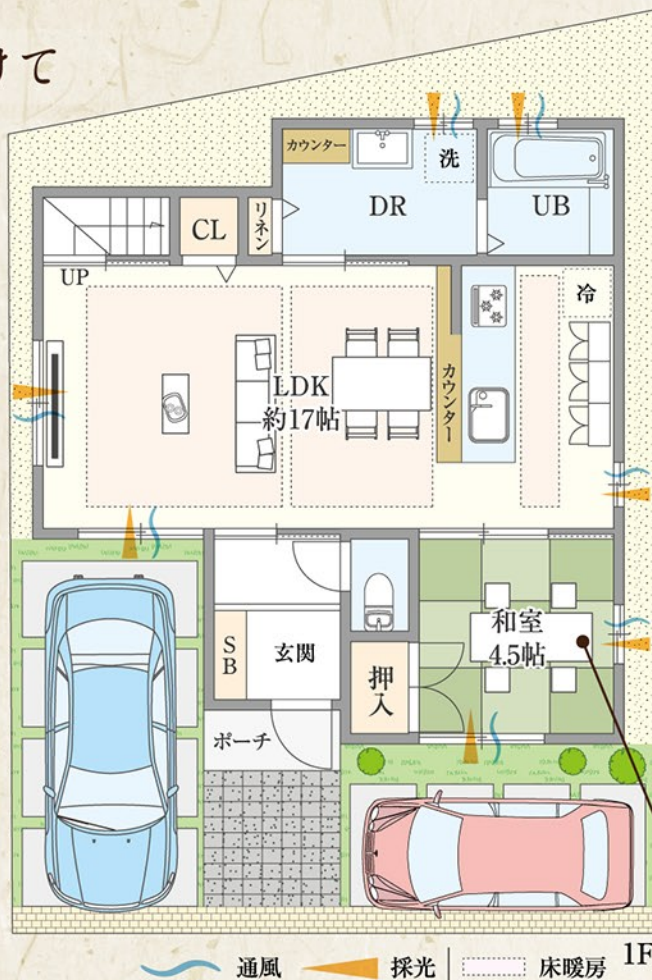 けて
カウンター
洗
DR
UB
CL
リネン
UP
冷
LDK
約17帖
カウンター
和室
4.5帖
SB
玄関
押入
ポーチ
通風
採光
床暖房
1F